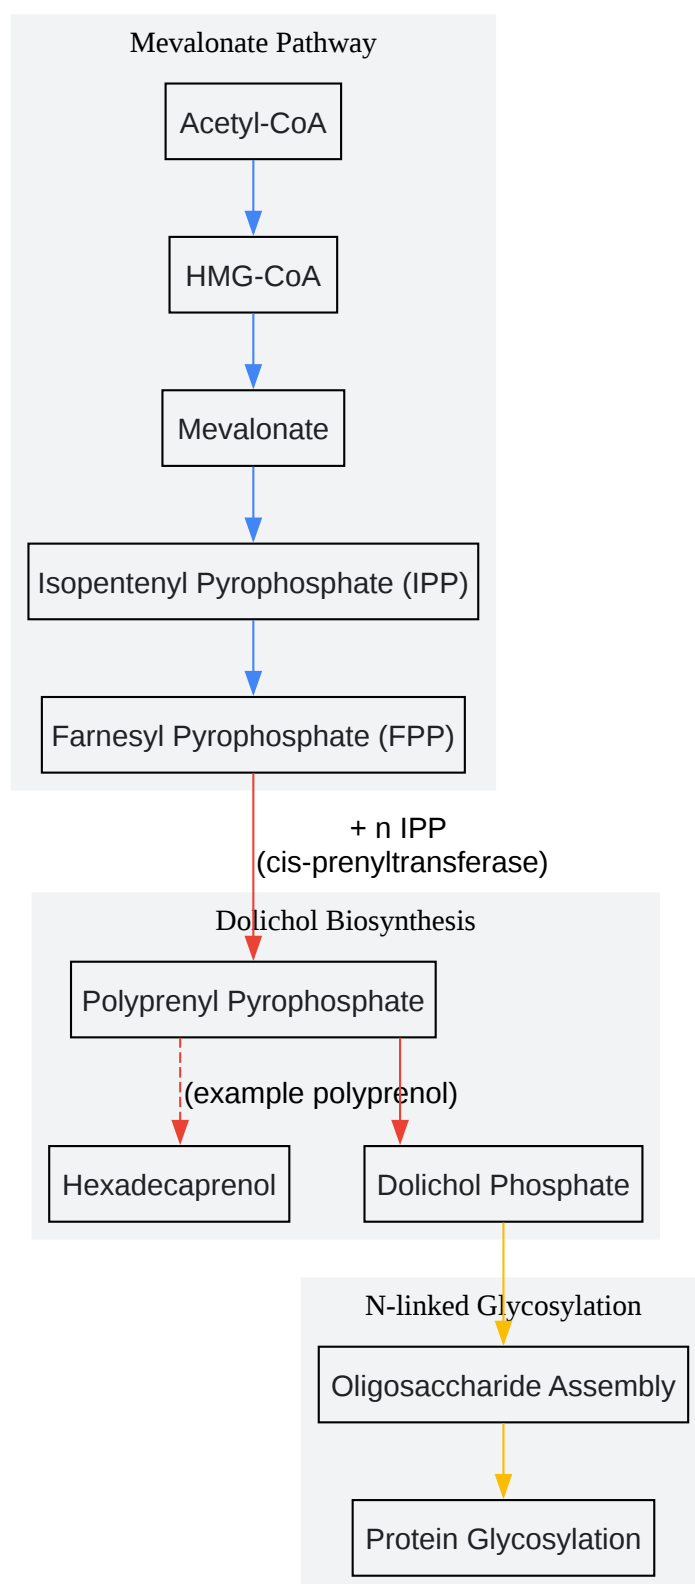 Mevalonate Pathway
Acetyl-CoA
HMG-CoA
Mevalonate
Isopentenyl Pyrophosphate (IPP)
Farnesyl Pyrophosphate (FPP)
+ n IPP
(cis-prenyltransferase)
Dolichol Biosynthesis
Polyprenyl Pyrophosphate
(example polyprenol)
Hexadecaprenol
Dolichol Phosphate
N-linked Glycosylation
Oligosaccharide Assembly
Protein Glycosylation